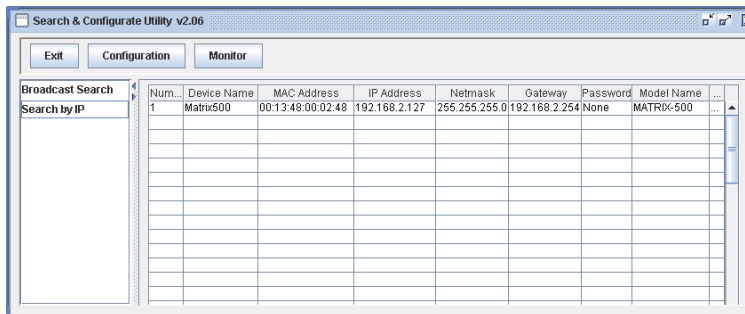 Search & Configurate Utility v2.06
Exit Configuration Monitor
Broadcast Search
Search by IP
Num... Device Name MAC Address IP Address Netmask Gateway Password Model Name ...
1 Matrix500 00:13:48:00:02:48 192.168.2.127 255.255.255.0 192.168.2.254 None MATRIX-500 ...